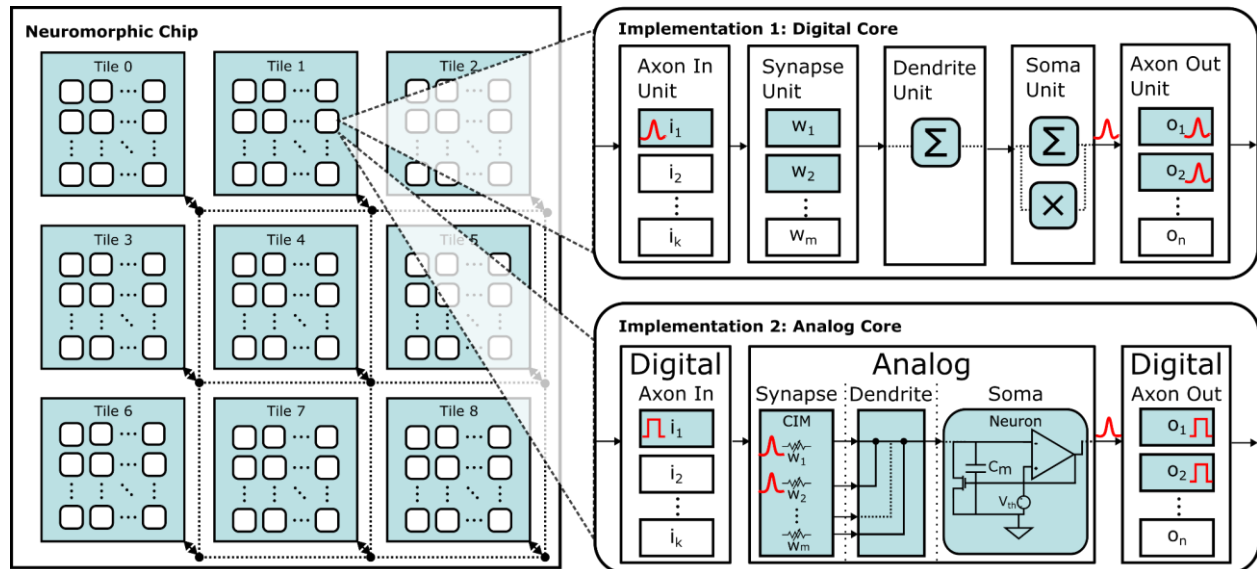 Neuromorphic Chip
Tile 0
Tile 1
Tile 2
Tile 3
Tile 4
Tile 5
Tile 6
Tile 7
Tile 8
Implementation 1: Digital Core
Axon In
Unit
i₁
i₂
iₖ
Synapse
Unit
w₁
w₂
wₘ
Dendrite
Unit
Σ
Soma
Unit
Σ
×
Axon Out
Unit
o₁
o₂
oₙ
Implementation 2: Analog Core
Digital
Axon In
i₁
i₂
iₖ
Analog
Synapse
CIM
w₁
w₂
wₘ
Dendrite
Soma
Neuron
Cₘ
Vₜₕ
-
+
Digital
Axon Out
o₁
o₂
oₙ